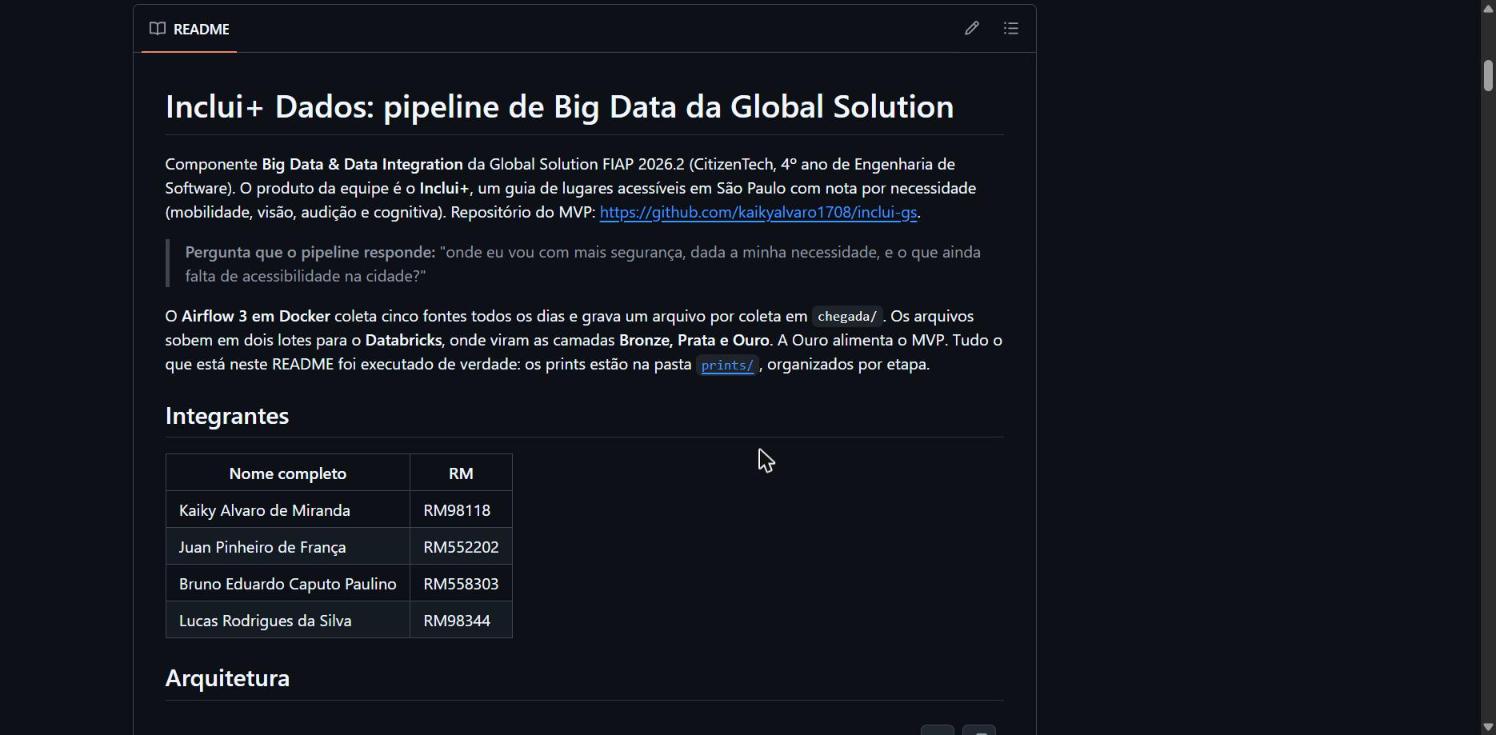 README
Inclui+ Dados: pipeline de Big Data da Global Solution
Componente Big Data & Data Integration da Global Solution FIAP 2026.2 (CitizenTech, 4º ano de Engenharia de
Software). O produto da equipe é o Inclui+, um guia de lugares acessíveis em São Paulo com nota por necessidade
(mobilidade, visão, audição e cognitiva). Repositório do MVP: https://github.com/kaikyalvaro1708/inclui-gs.
Pergunta que o pipeline responde: "onde eu vou com mais segurança, dada a minha necessidade, e o que ainda
falta de acessibilidade na cidade?"
O Airflow 3 em Docker coleta cinco fontes todos os dias e grava um arquivo por coleta em chegada/. Os arquivos
sobem em dois lotes para o Databricks, onde viram as camadas Bronze, Prata e Ouro. A Ouro alimenta o MVP. Tudo o
que está neste README foi executado de verdade: os prints estão na pasta prints/, organizados por etapa.
Integrantes
Nome completo RM
Kaiky Alvaro de Miranda RM98118
Juan Pinheiro de França RM552202
Bruno Eduardo Caputo Paulino RM558303
Lucas Rodrigues da Silva RM98344
Arquitetura